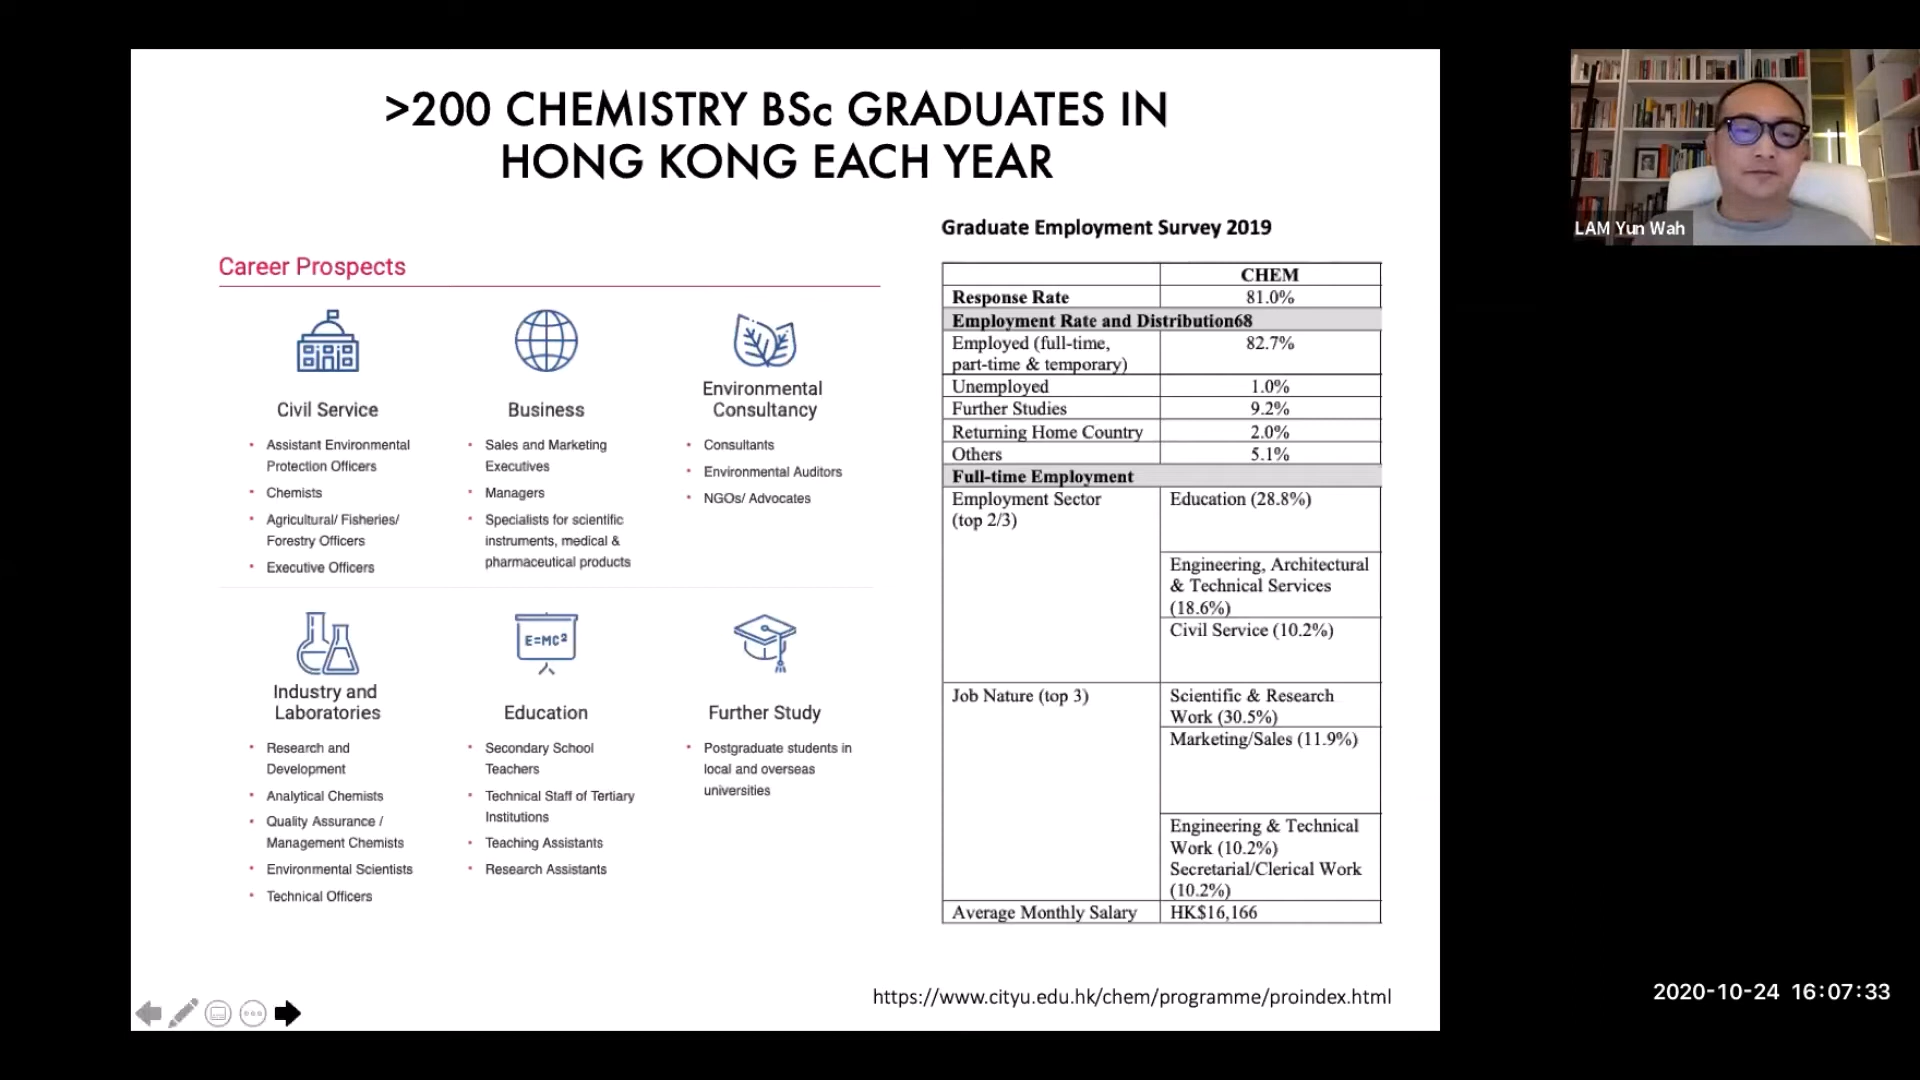 >200 CHEMISTRY BSc GRADUATES IN
HONG KONG EACH YEAR
Career Prospects
Civil Service
Assistant Environmental
Protection Officers
Chemists
Agricultural/ Fisheries/
Forestry Officers
Executive Officers
Business
Sales and Marketing
Executives
Managers
Specialists for scientific
instruments, medical &
pharmaceutical products
Environmental
Consultancy
Consultants
Environmental Auditors
NGOs/ Advocates
Industry and
Laboratories
Research and
Development
Analytical Chemists
Quality Assurance /
Management Chemists
Environmental Scientists
Technical Officers
E=MC²
Education
Secondary School
Teachers
Technical Staff of Tertiary
Institutions
Teaching Assistants
Research Assistants
Further Study
Postgraduate students in
local and overseas
universities
Graduate Employment Survey 2019
CHEM
Response Rate 81.0%
Employment Rate and Distribution68
Employed (full-time, 82.7%
part-time & temporary)
Unemployed 1.0%
Further Studies 9.2%
Returning Home Country 2.0%
Others 5.1%
Full-time Employment
Employment Sector Education (28.8%)
(top 2/3)
Engineering, Architectural
& Technical Services
(18.6%)
Civil Service (10.2%)
Job Nature (top 3) Scientific & Research
Work (30.5%)
Marketing/Sales (11.9%)
Engineering & Technical
Work (10.2%)
Secretarial/Clerical Work
(10.2%)
Average Monthly Salary HK$16,166
https://www.cityu.edu.hk/chem/programme/proindex.html
LAM Yun Wah
2020-10-24 16:07:33